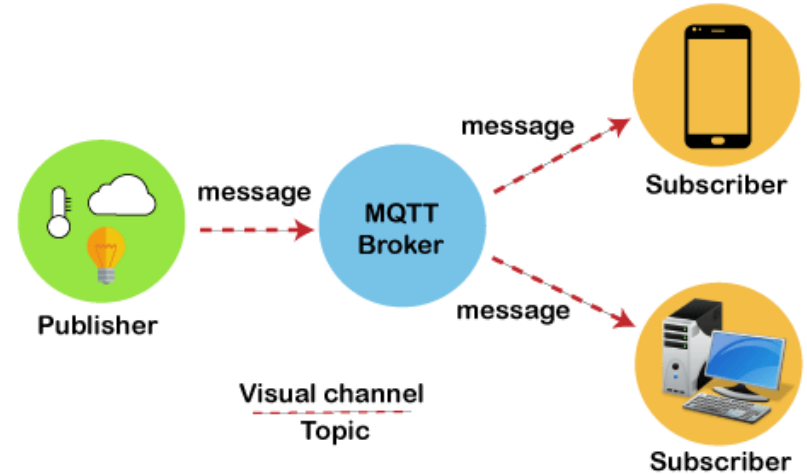 message
Subscriber
message
MQTT
Broker
Publisher
message
Visual channel
Topic
Subscriber